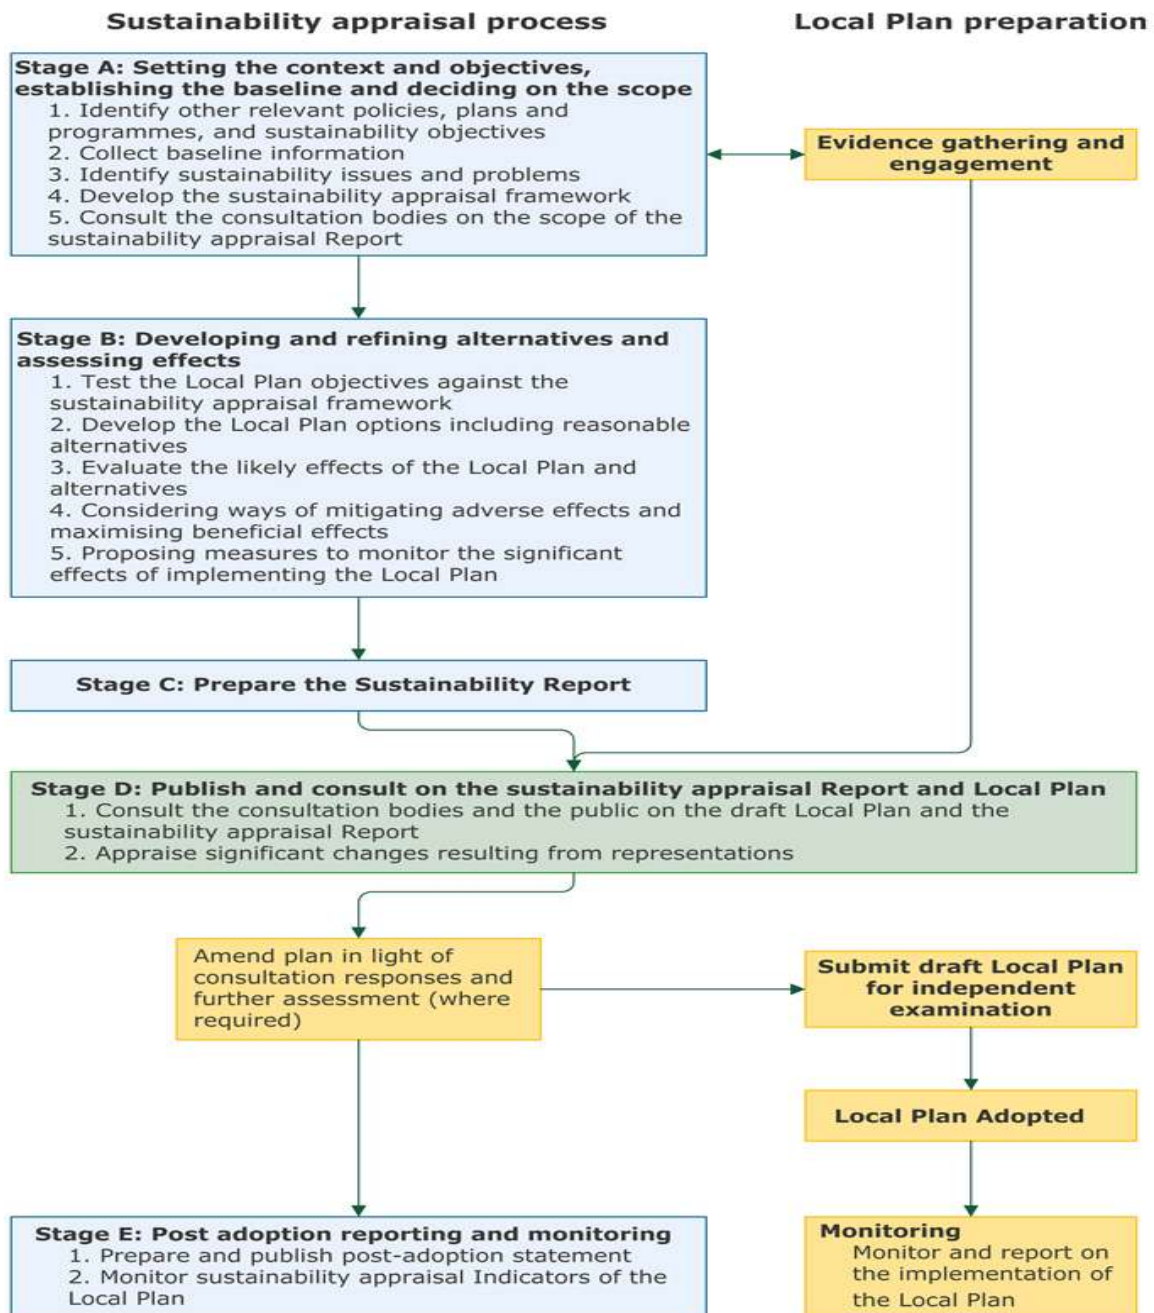 Sustainability appraisal process
Local Plan preparation
Stage A: Setting the context and objectives,
establishing the baseline and deciding on the scope
1. Identify other relevant policies, plans and
programmes, and sustainability objectives
2. Collect baseline information
3. Identify sustainability issues and problems
4. Develop the sustainability appraisal framework
5. Consult the consultation bodies on the scope of the
sustainability appraisal Report
Evidence gathering and
engagement
Stage B: Developing and refining alternatives and
assessing effects
1. Test the Local Plan objectives against the
sustainability appraisal framework
2. Develop the Local Plan options including reasonable
alternatives
3. Evaluate the likely effects of the Local Plan and
alternatives
4. Considering ways of mitigating adverse effects and
maximising beneficial effects
5. Proposing measures to monitor the significant
effects of implementing the Local Plan
Stage C: Prepare the Sustainability Report
Stage D: Publish and consult on the sustainability appraisal Report and Local Plan
1. Consult the consultation bodies and the public on the draft Local Plan and the
sustainability appraisal Report
2. Appraise significant changes resulting from representations
Amend plan in light of
consultation responses and
further assessment (where
required)
Submit draft Local Plan
for independent
examination
Local Plan Adopted
Stage E: Post adoption reporting and monitoring
1. Prepare and publish post-adoption statement
2. Monitor sustainability appraisal Indicators of the
Local Plan
Monitoring
Monitor and report on
the implementation of
the Local Plan